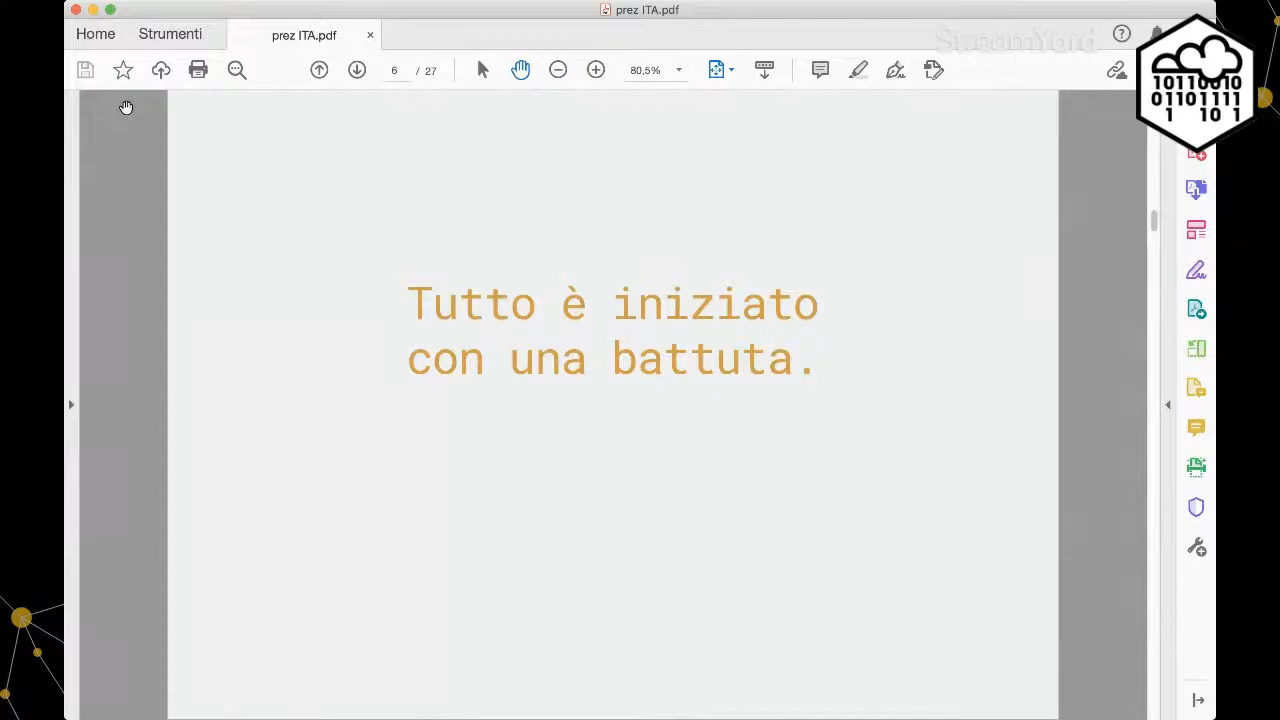 prez ITA.pdf
Home
Strumenti
prez ITA.pdf
StreamYard
6 / 27
80,5%
10110010
01101111
1 10 1
Tutto è iniziato
con una battuta.